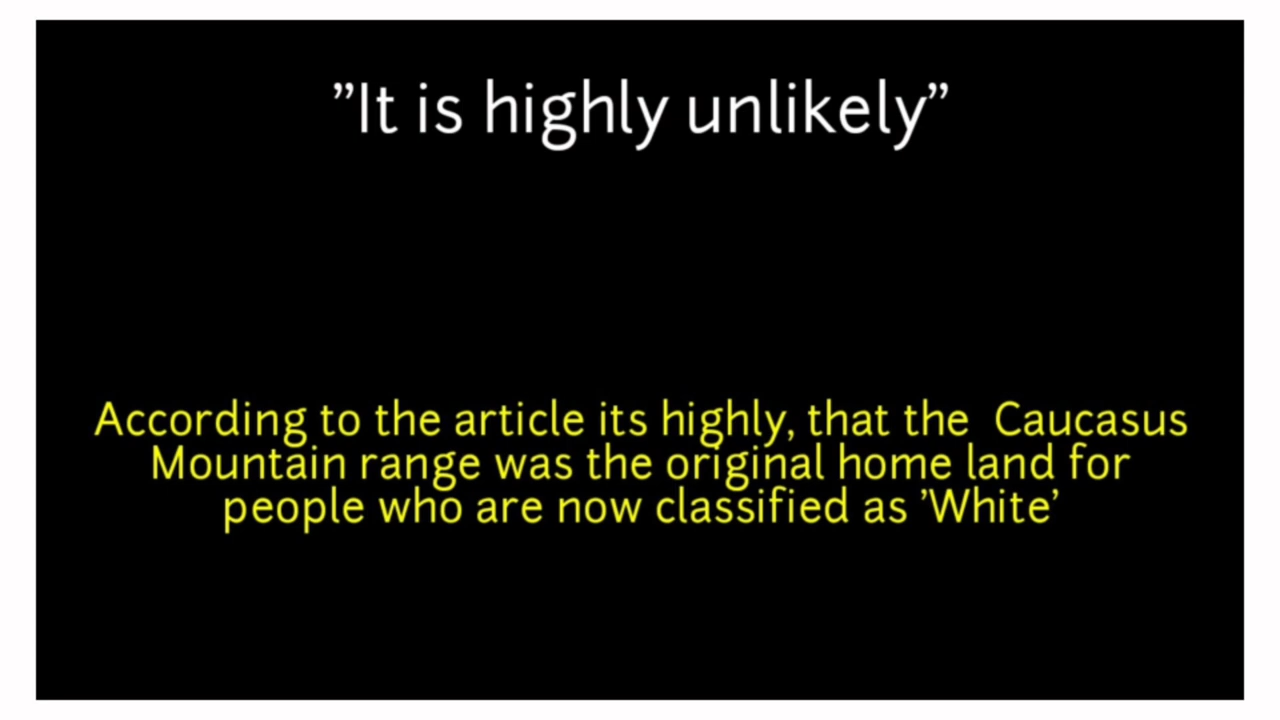 ”It is highly unlikely”
According to the article its highly, that the  Caucasus
Mountain range was the original home land for
people who are now classified as ’White’